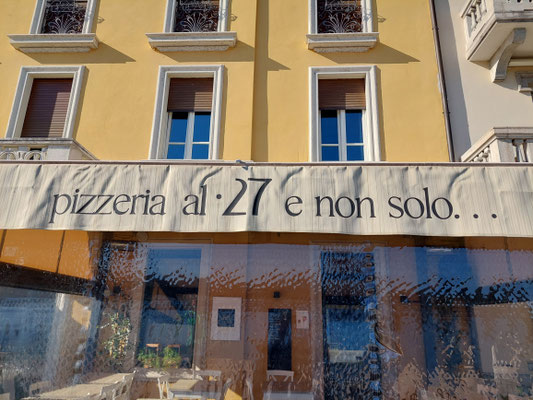 pizzeria al ·27 e non solo...